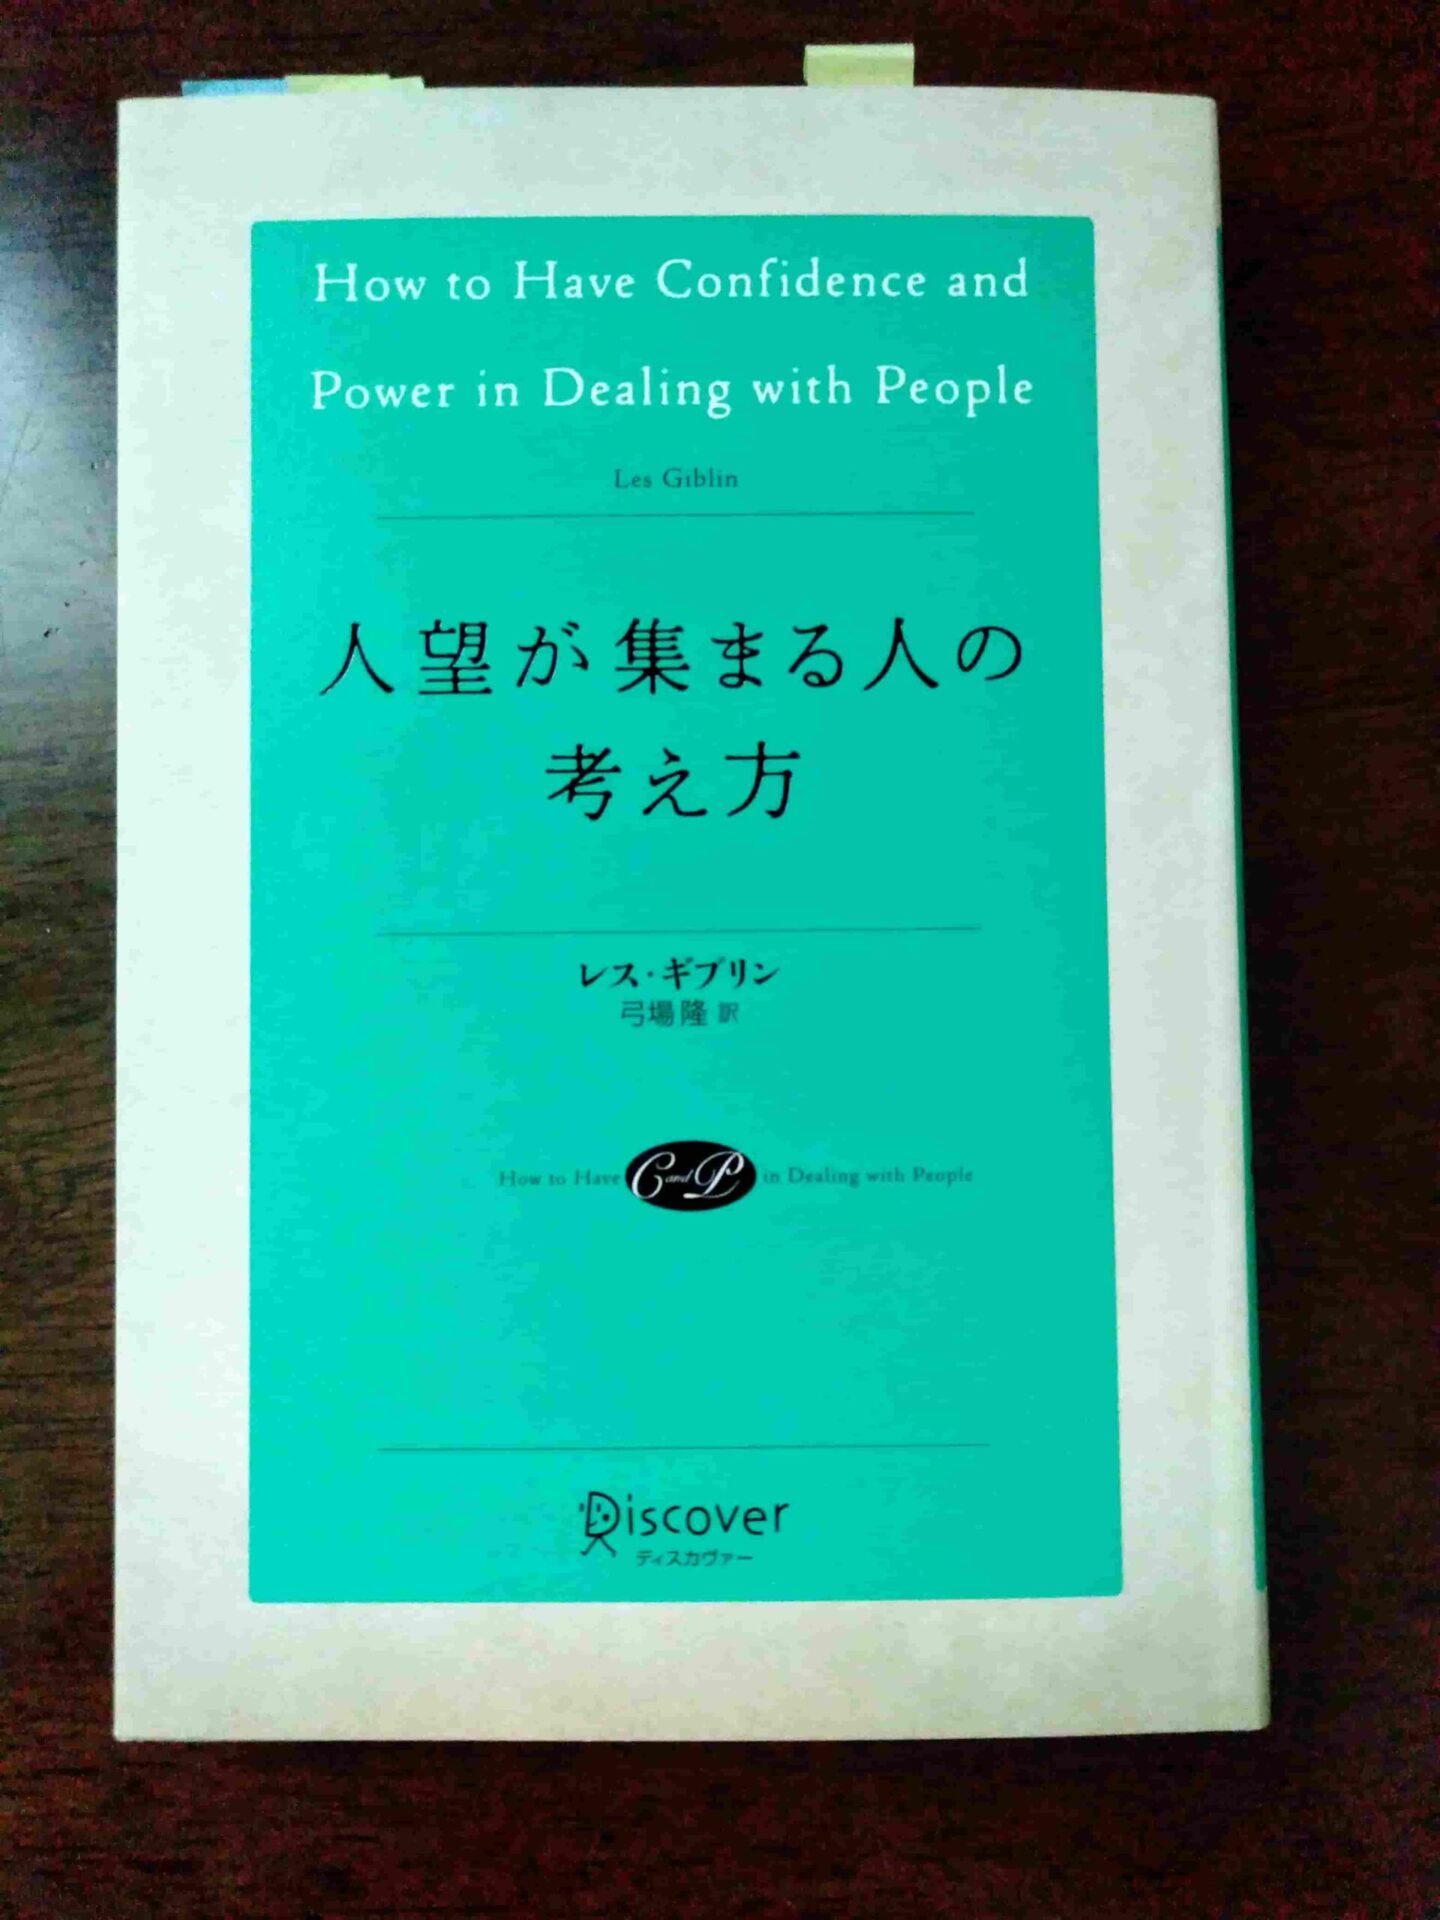 How to Have Confidence and
Power in Dealing with People
Les Giblin
人望が集まる人の
考え方
レス・ギブリン
弓場隆 訳
How to Have C and P in Dealing with People
Discover
ディスカヴァー